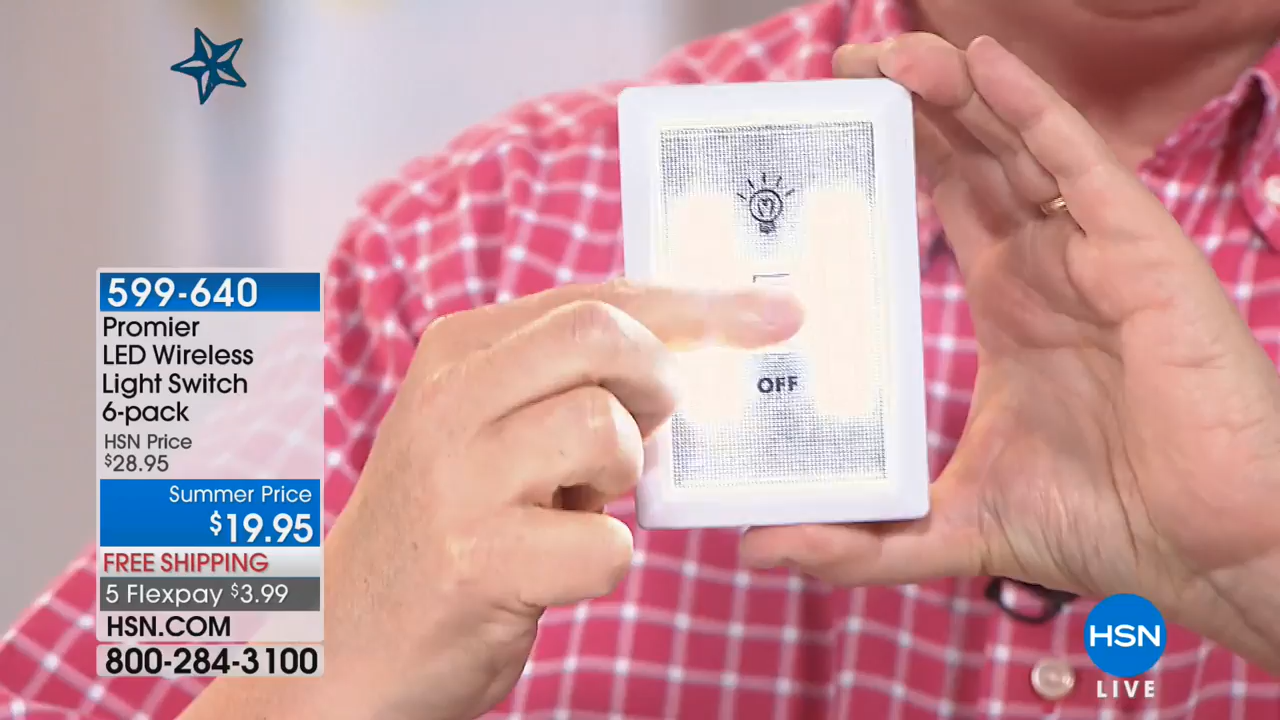 599-640
Promier
LED Wireless
Light Switch
6-pack
HSN Price
$28.95
Summer Price
$19.95
FREE SHIPPING
5 Flexpay $3.99
HSN.COM
800-284-3100
OFF
HSN
LIVE